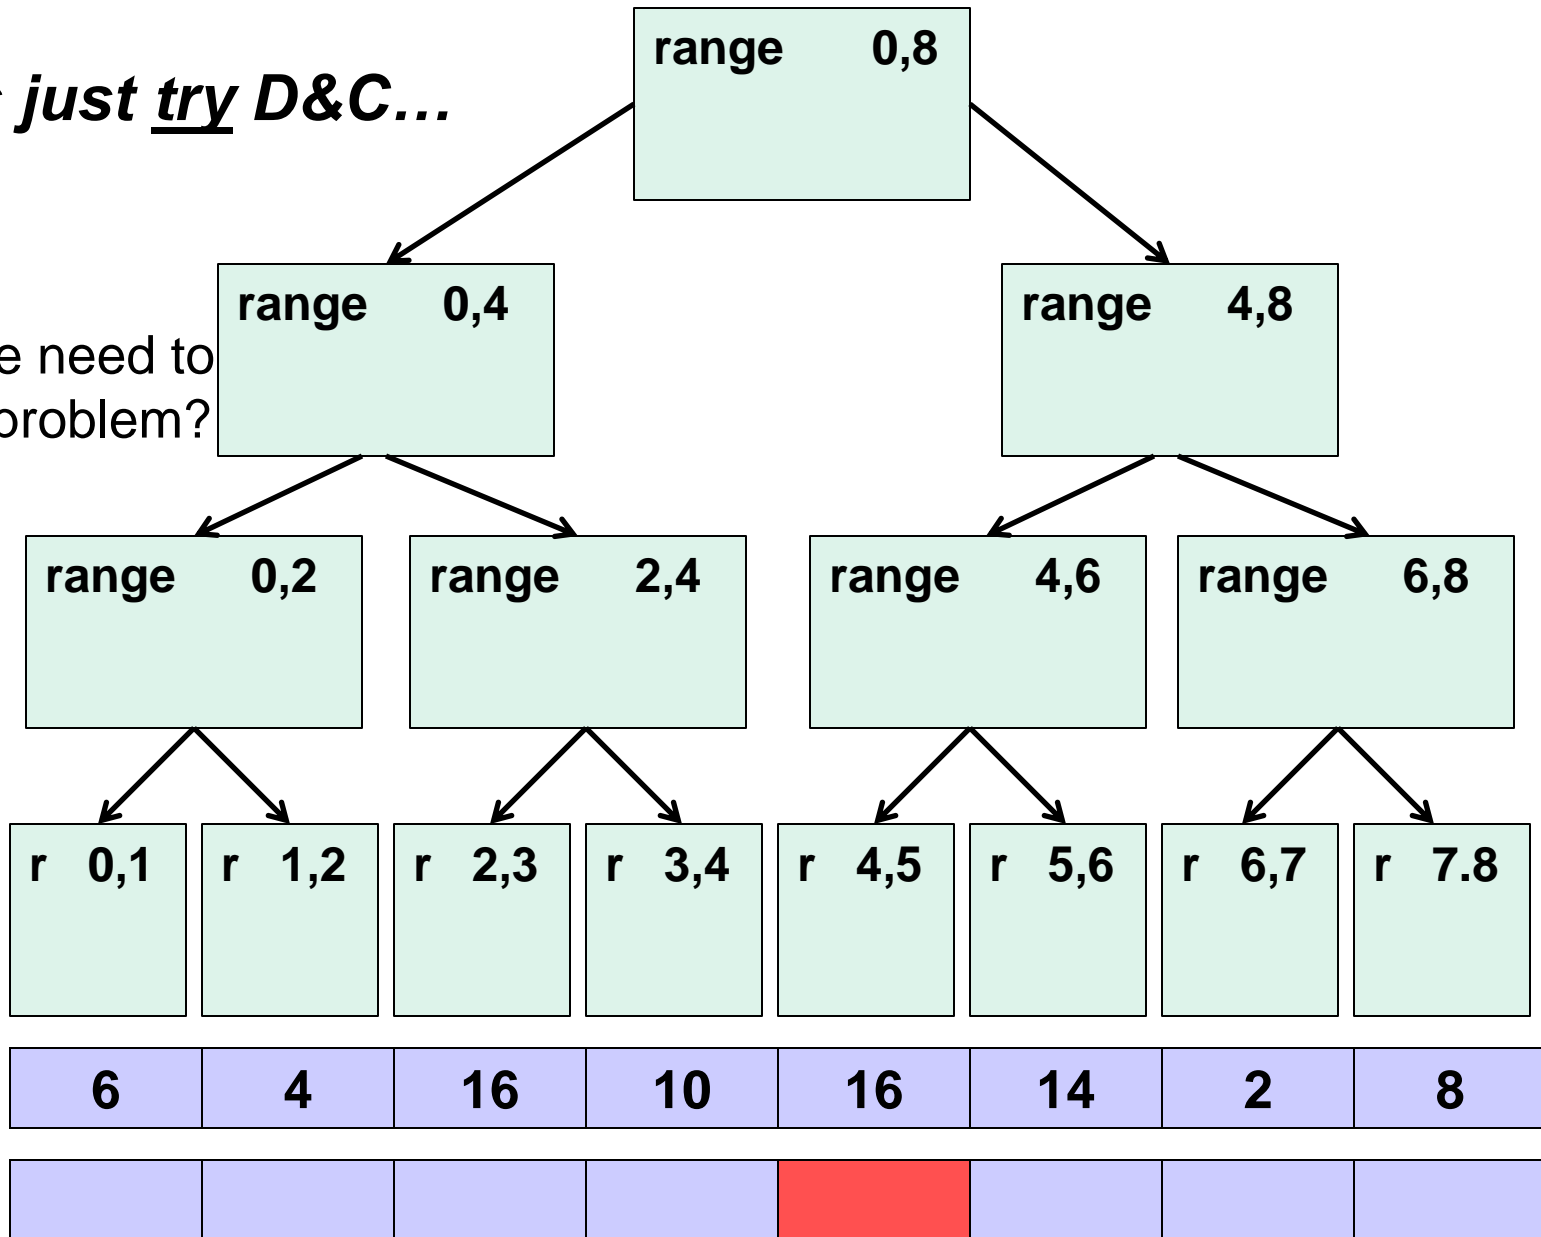 just try D&C…
range 0,8
range 0,4
range 4,8
e need to
problem?
range 0,2
range 2,4
range 4,6
range 6,8
r 0,1
r 1,2
r 2,3
r 3,4
r 4,5
r 5,6
r 6,7
r 7.8
6 4 16 10 16 14 2 8